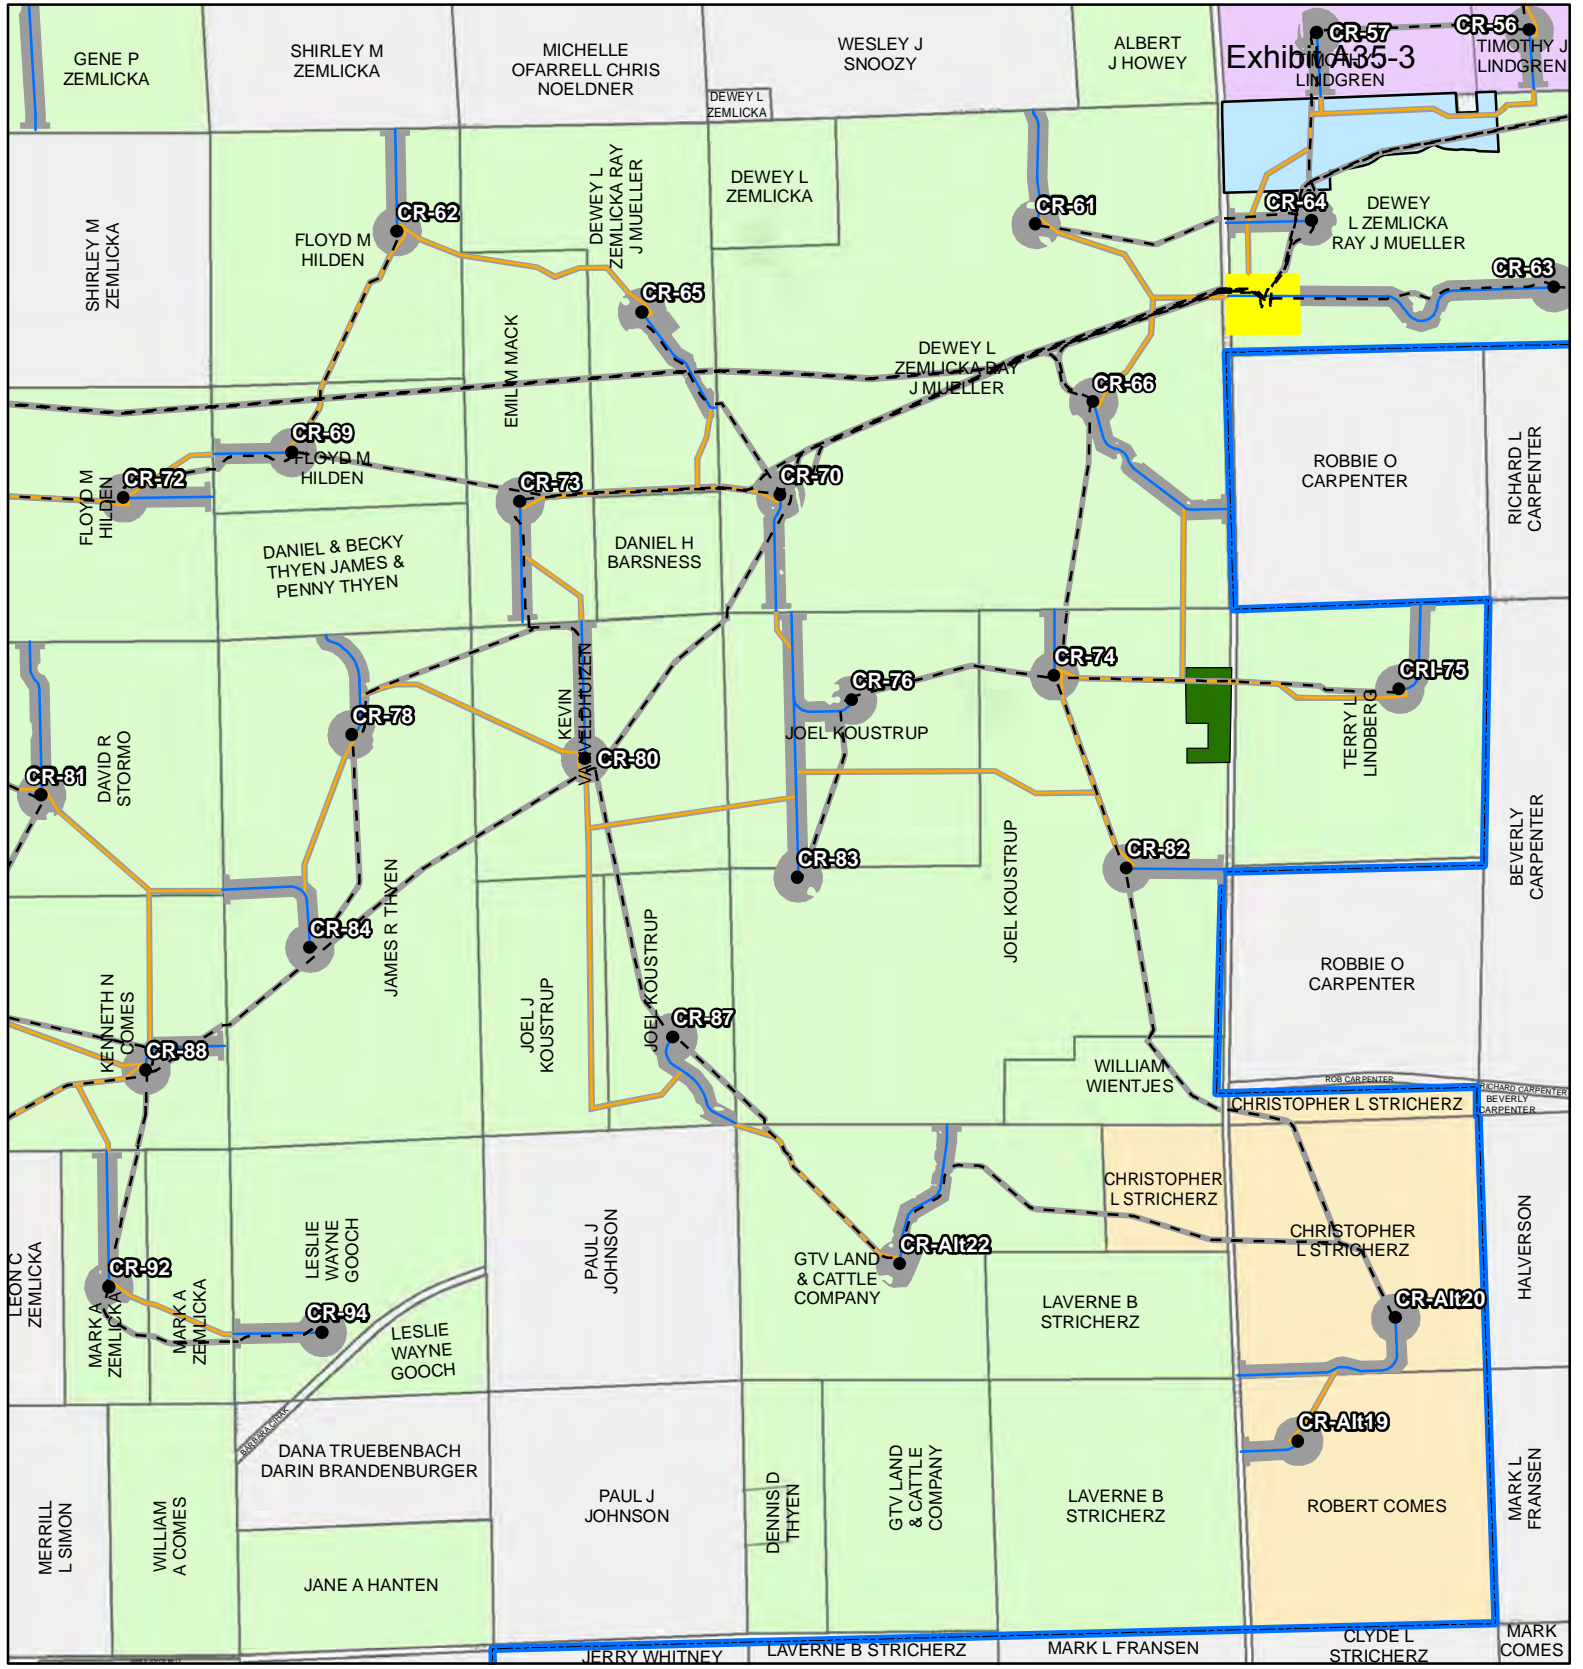 GENE P
ZEMLICKA
SHIRLEY M
ZEMLICKA
MICHELLE
OFARRELL CHRIS
NOELDNER
WESLEY J
SNOOZY
ALBERT
J HOWEY
Exhibit A35-3
CR-57
LINDGREN
CR-56
TIMOTHY J
LINDGREN
DEWEY L
ZEMLICKA
SHIRLEY M
ZEMLICKA
CR-62
FLOYD M
HILDEN
DEWEY L
ZEMLICKA RAY
J MUELLER
DEWEY L
ZEMLICKA
CR-61
CR-64
DEWEY
L ZEMLICKA
RAY J MUELLER
CR-63
CR-65
EMIL M MACK
DEWEY L
ZEMLICKA RAY
J MUELLER
CR-66
CR-69
FLOYD M
HILDEN
CR-72
FLOYD M
HILDEN
CR-73
CR-70
ROBBIE O
CARPENTER
RICHARD L
CARPENTER
DANIEL & BECKY
THYEN JAMES &
PENNY THYEN
DANIEL H
BARSNESS
CR-74
CRI-75
CR-76
JOEL KOUSTRUP
TERRY L
LINDBERG
CR-78
KEVIN
VANVELDHUIZEN
CR-80
CR-81
DAVID R
STORMO
CR-82
CR-83
JOEL KOUSTRUP
BEVERLY
CARPENTER
CR-84
JAMES R THYEN
JOEL J
KOUSTRUP
JOEL KOUSTRUP
ROBBIE O
CARPENTER
KENNETH N
COMES
CR-88
CR-87
WILLIAM
WIENTJES
ROB CARPENTER
RICHARD CARPENTER
BEVERLY
CARPENTER
CHRISTOPHER L STRICHERZ
CHRISTOPHER
L STRICHERZ
CHRISTOPHER
L STRICHERZ
HALVERSON
LEON C
ZEMLICKA
CR-92
MARK A
ZEMLICKA
MARK A
ZEMLICKA
LESLIE
WAYNE
GOOCH
CR-94
LESLIE
WAYNE
GOOCH
PAUL J
JOHNSON
CR-Alt22
GTV LAND
& CATTLE
COMPANY
LAVERNE B
STRICHERZ
CR-Alt20
CR-Alt19
BARBARA CIHAK
DANA TRUEBENBACH
DARIN BRANDENBURGER
MERRILL
L SIMON
WILLIAM
A COMES
JANE A HANTEN
PAUL J
JOHNSON
DENNIS D
THYEN
GTV LAND
& CATTLE
COMPANY
LAVERNE B
STRICHERZ
ROBERT COMES
MARK L
FRANSEN
JERRY WHITNEY
LAVERNE B STRICHERZ
MARK L FRANSEN
CLYDE L
STRICHERZ
MARK
COMES